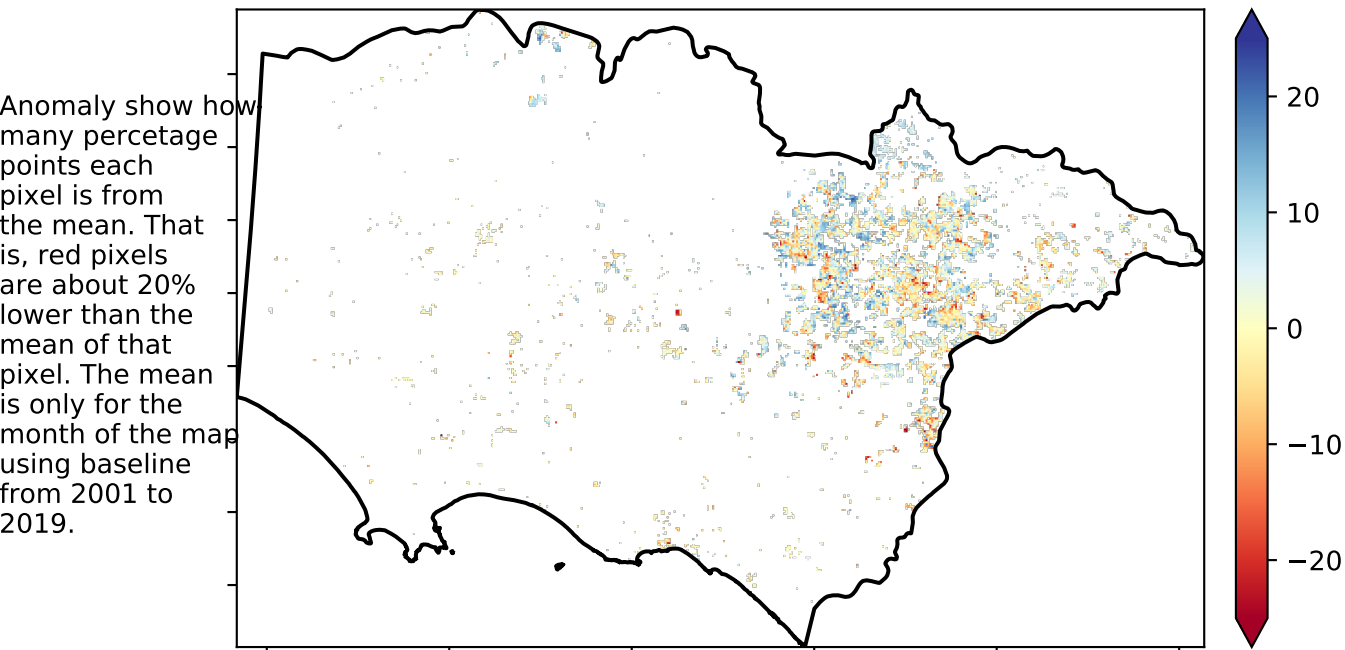 Anomaly show how
many percetage
points each
pixel is from
the mean. That
is, red pixels
are about 20%
lower than the
mean of that
pixel. The mean
is only for the
month of the map
using baseline
from 2001 to
2019.
20
10
0
−10
−20